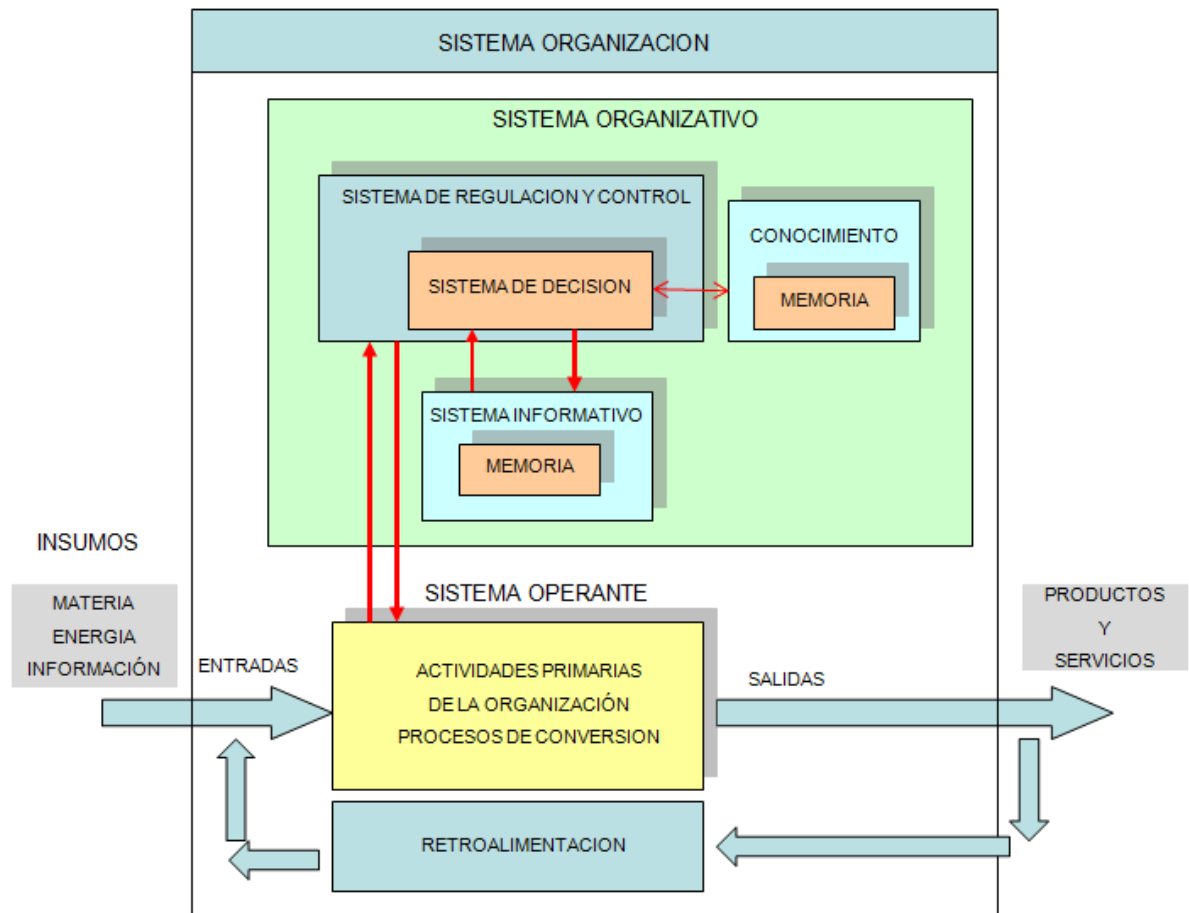 SISTEMA ORGANIZACION
SISTEMA ORGANIZATIVO
SISTEMA DE REGULACION Y CONTROL
CONOCIMIENTO
SISTEMA DE DECISION
MEMORIA
SISTEMA INFORMATIVO
MEMORIA
INSUMOS
MATERIA
ENERGIA
INFORMACIÓN
ENTRADAS
SISTEMA OPERANTE
ACTIVIDADES PRIMARIAS
DE LA ORGANIZACIÓN
PROCESOS DE CONVERSION
SALIDAS
PRODUCTOS
Y
SERVICIOS
RETROALIMENTACION